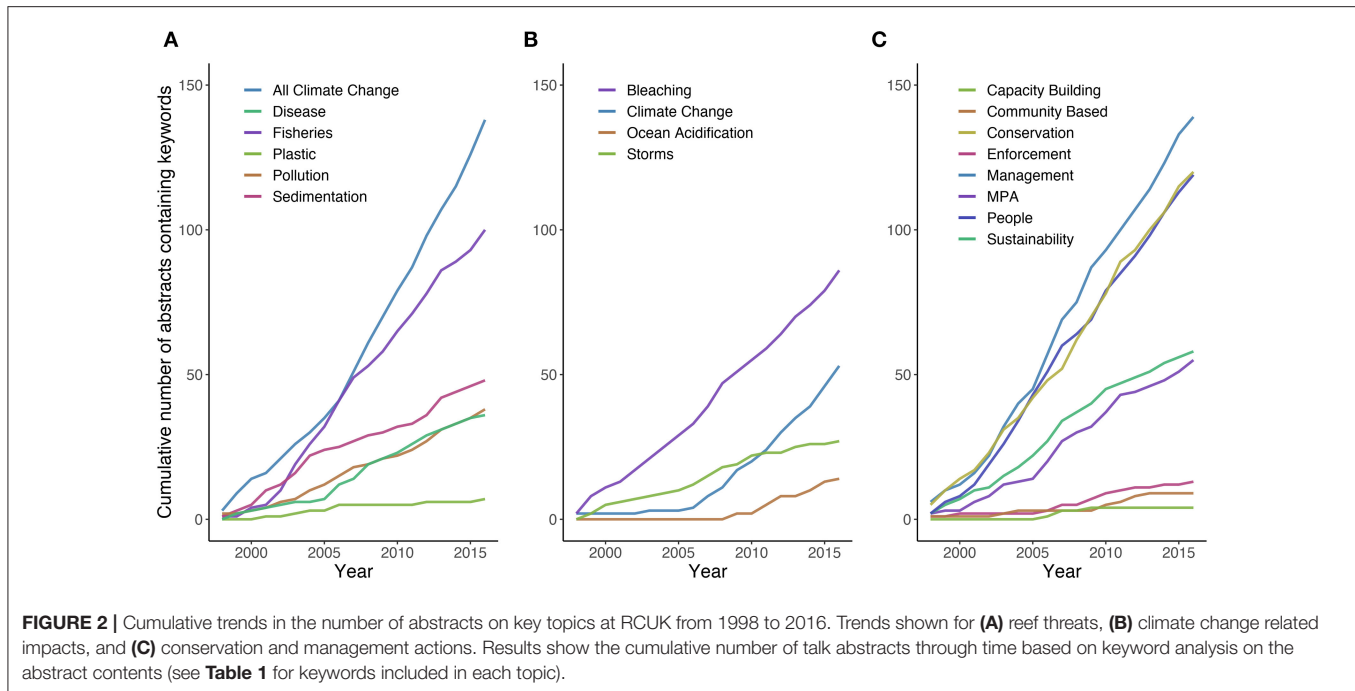 A
B
C
150
100
50
0
All Climate Change
Disease
Fisheries
Plastic
Pollution
Sedimentation
Cumulative number of abstracts containing keywords
2000 2005 2010 2015
Year
150
100
50
0
Bleaching
Climate Change
Ocean Acidification
Storms
2000 2005 2010 2015
Year
150
100
50
0
Capacity Building
Community Based
Conservation
Enforcement
Management
MPA
People
Sustainability
2000 2005 2010 2015
Year
FIGURE 2 | Cumulative trends in the number of abstracts on key topics at RCUK from 1998 to 2016. Trends shown for (A) reef threats, (B) climate change related
impacts, and (C) conservation and management actions. Results show the cumulative number of talk abstracts through time based on keyword analysis on the
abstract contents (see Table 1 for keywords included in each topic).